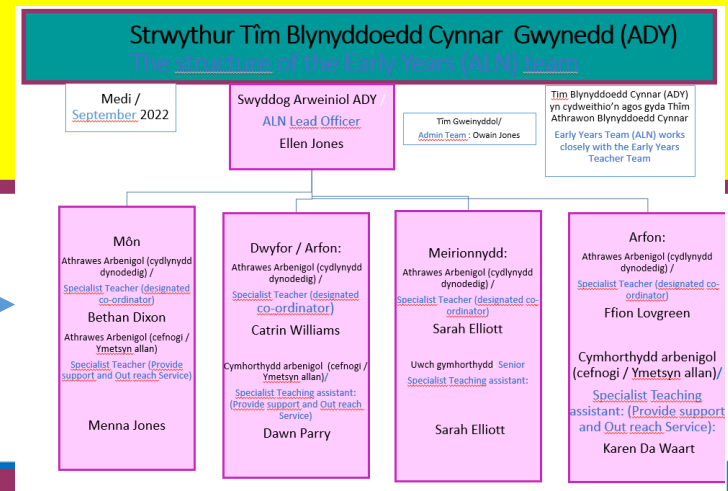 Strwythur Tîm Blynyddoedd Cynnar  Gwynedd (ADY)
The structure of the Early Years (ALN) team
Medi /
September 2022
Swyddog Arweiniol ADY /
ALN Lead Officer
Ellen Jones
Tîm Gweinyddol/
Admin Team : Owain Jones
Tim Blynyddoedd Cynnar (ADY)
yn cydweithio'n agos gyda Thîm
Athrawon Blynyddoedd Cynnar
Early Years Team (ALN) works
closely with the Early Years
Teacher Team
Môn
Athrawes Arbenigol (cydlynydd
dynodedig) /
Specialist Teacher (designated
co-ordinator)
Bethan Dixon
Athrawes Arbenigol (cefnogi /
Ymetsyn allan)
Specialist Teacher (Provide
support and Out reach Service)
Menna Jones
Dwyfor / Arfon:
Athrawes Arbenigol (cydlynydd
dynodedig) /
Specialist Teacher (designated
co-ordinator)
Catrin Williams
Cymhorthydd arbenigol  (cefnogi /
Ymetsyn allan)/
Specialist Teaching assistant:
(Provide support and Out reach
Service)
Dawn Parry
Meirionnydd:
Athrawes Arbenigol (cydlynydd
dynodedig) /
Specialist Teacher (designated co-
ordinator)
Sarah Elliott
Uwch gymhorthydd  Senior
Specialist Teaching assistant:
Sarah Elliott
Arfon:
Athrawes Arbenigol (cydlynydd
dynodedig) /
Specialist Teacher (designated co-
ordinator)
Ffion Lovgreen
Cymhorthydd arbenigol
(cefnogi / Ymetsyn allan)/
Specialist Teaching
assistant: (Provide support
and Out reach Service):
Karen Da Waart